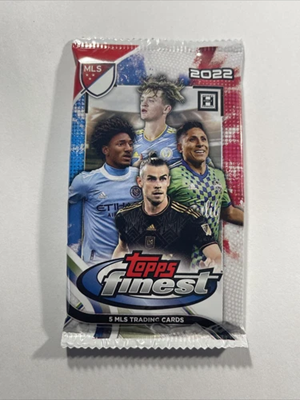 MLS
2022
H
STIHL
topps
finest
5 MLS TRADING CARDS